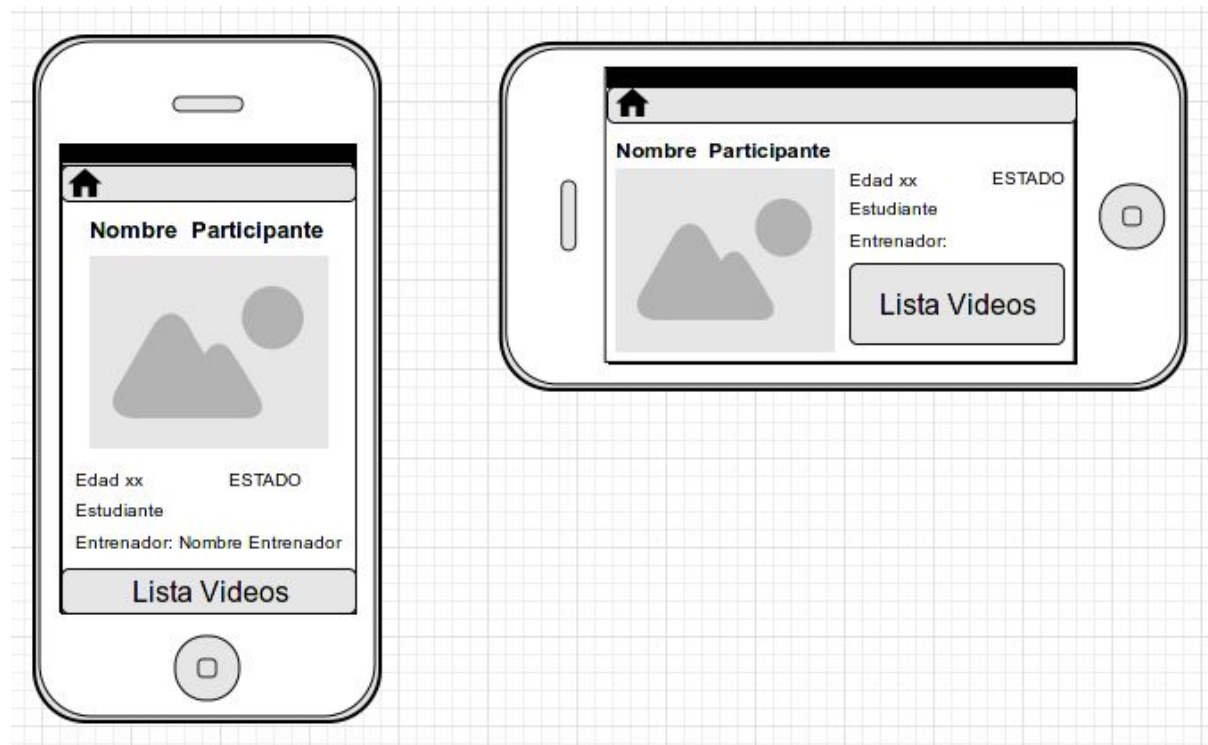 Nombre Participante
Edad xx ESTADO
Estudiante
Entrenador: Nombre Entrenador
Lista Videos
Nombre Participante
Edad xx ESTADO
Estudiante
Entrenador:
Lista Videos